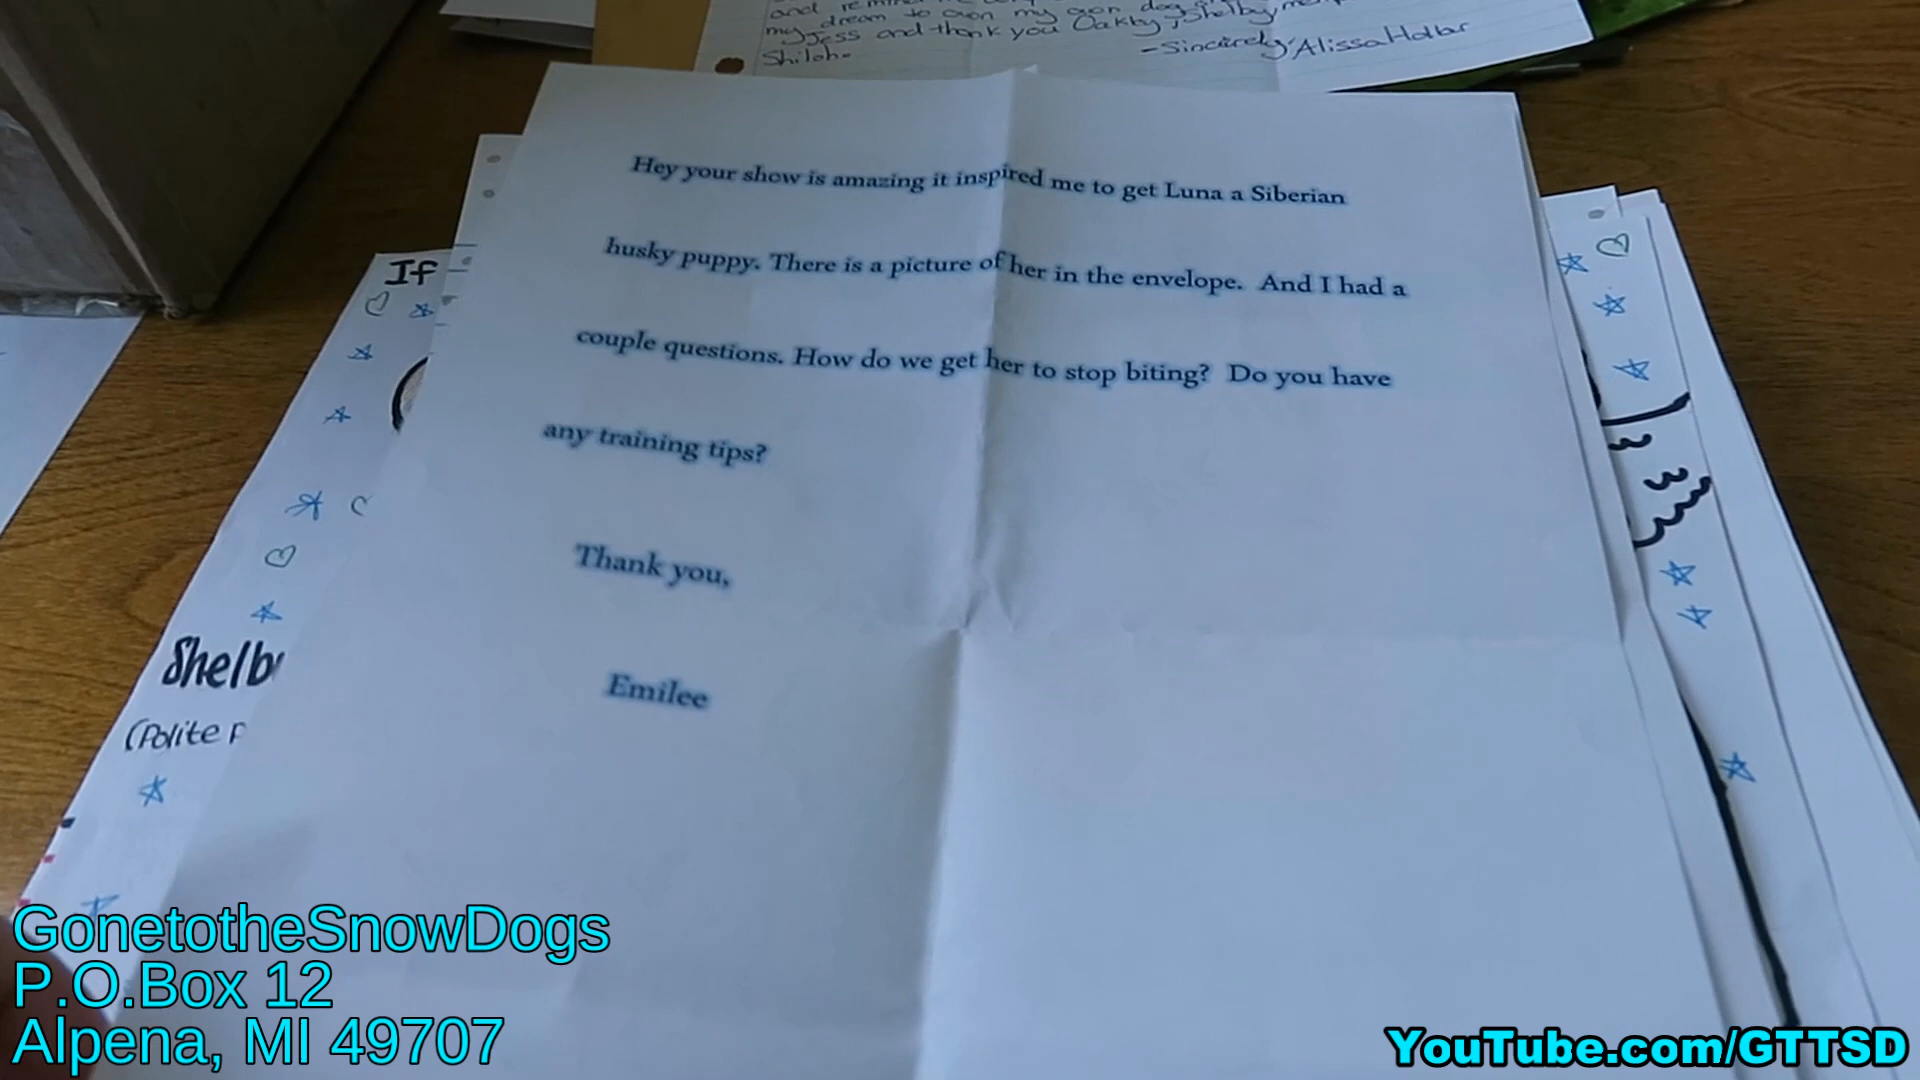 dream to own my own dog
my Jess and thank you Oakley, Shelby,
Shiloh.
-Sincerely, Alissa
Hey your show is amazing it inspired me to get Luna a Siberian
husky puppy. There is a picture of her in the envelope. And I had a
couple questions. How do we get her to stop biting? Do you have
any training tips?
Thank you,
Emilee
If
Shelb
(Polite
GonetotheSnowDogs
P.O.Box 12
Alpena, MI 49707
YouTube.com/GTTSD